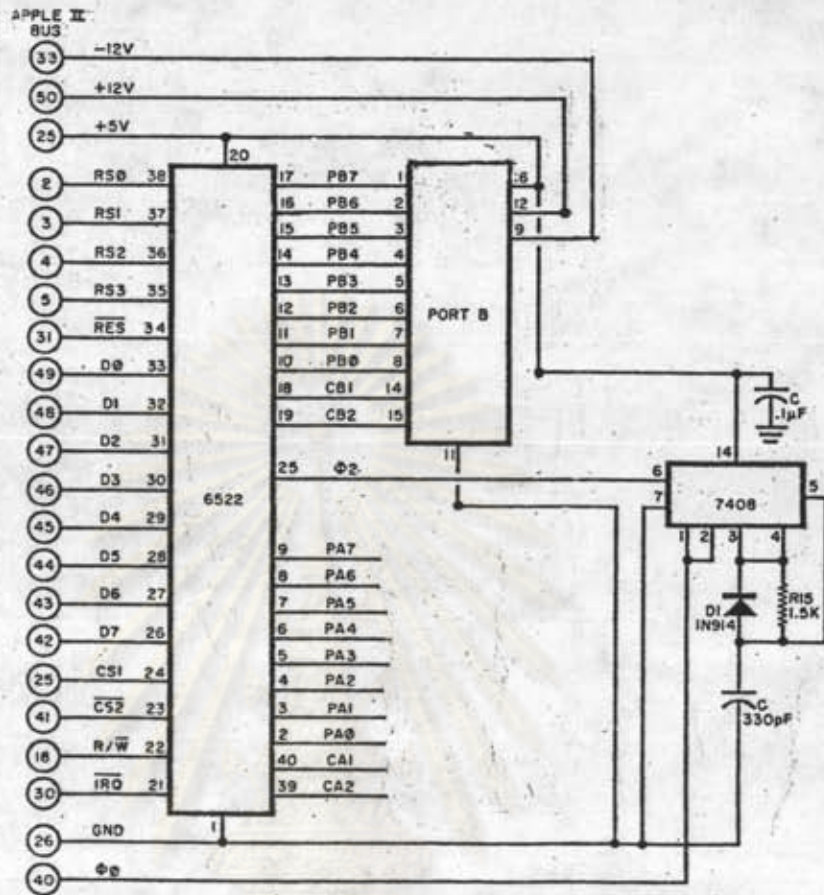 APPLE II
BUS
33 -12V
50 +12V
25 +5V
20
2 RS0 38
3 RS1 37
4 RS2 36
5 RS3 35
31 RES 34
49 D0 33
48 D1 32
47 D2 31
46 D3 30
45 D4 29
44 D5 28
43 D6 27
42 D7 26
25 CS1 24
41 CS2 23
18 R/W 22
30 IRQ 21
26 GND
40 Φ0
6522
1
17 PB7 1
16 PB6 2
15 PB5 3
14 PB4 4
13 PB3 5
12 PB2 6
11 PB1 7
10 PB0 8
18 CB1 14
19 CB2 15
25 Φ2
9 PA7
8 PA6
7 PA5
6 PA4
5 PA3
4 PA2
3 PA1
2 PA0
40 CA1
39 CA2
PORT B
16
12
9
11
C
.1μF
14
6
7
7408
5
1 2 3 4
D1
1N914
R15
1.5K
C
330pF